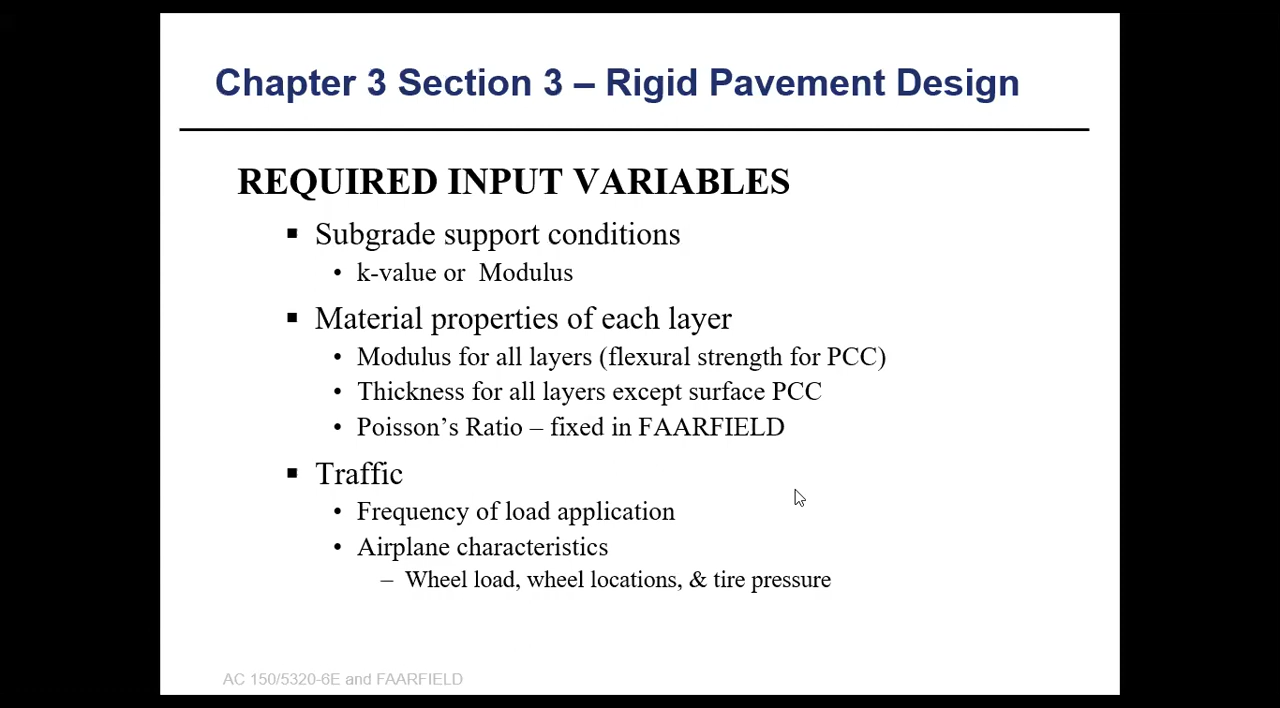 Chapter 3 Section 3 – Rigid Pavement Design
REQUIRED INPUT VARIABLES
▪ Subgrade support conditions
• k-value or  Modulus
▪ Material properties of each layer
• Modulus for all layers (flexural strength for PCC)
• Thickness for all layers except surface PCC
• Poisson’s Ratio – fixed in FAARFIELD
▪ Traffic
• Frequency of load application
• Airplane characteristics
– Wheel load, wheel locations, & tire pressure
AC 150/5320-6E and FAARFIELD